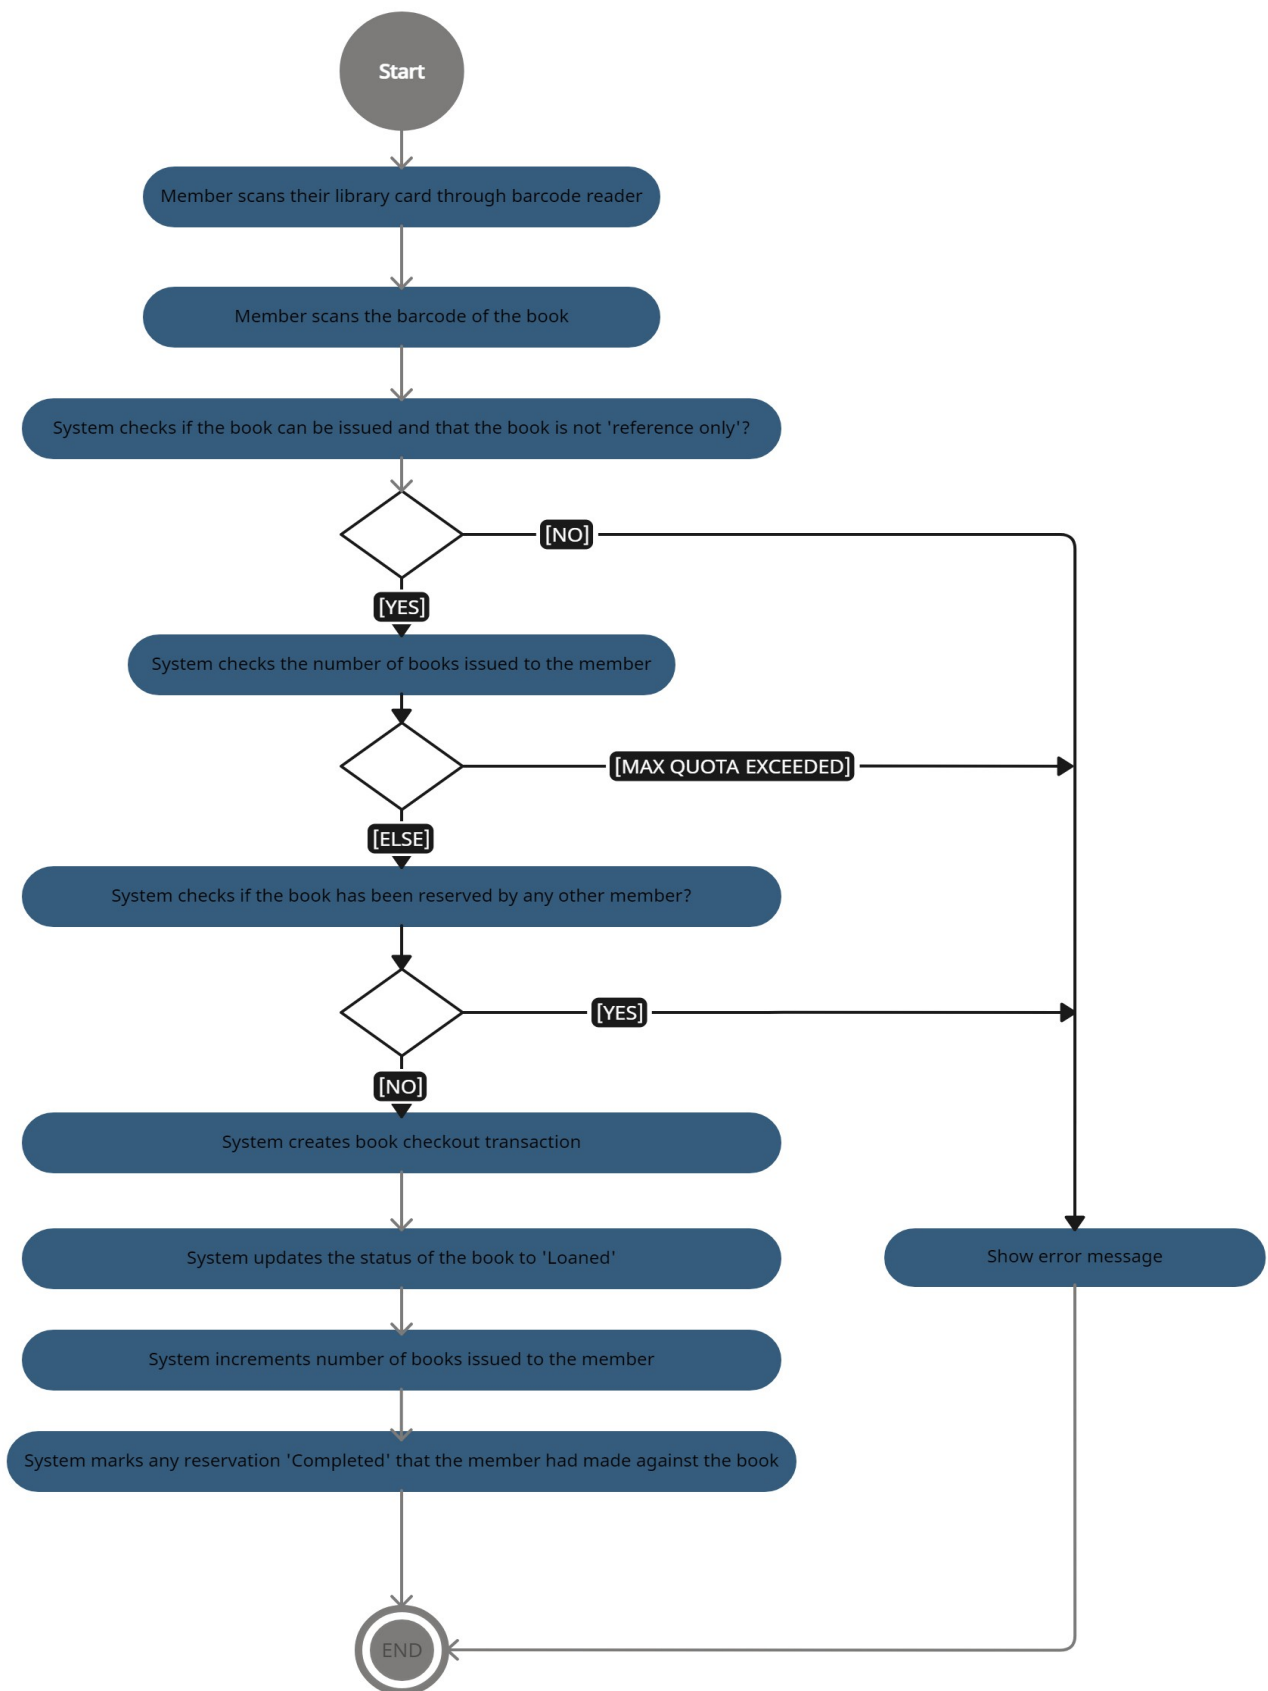 Start
Member scans their library card through barcode reader
Member scans the barcode of the book
System checks if the book can be issued and that the book is not 'reference only'?
[NO]
[YES]
System checks the number of books issued to the member
[MAX QUOTA EXCEEDED]
[ELSE]
System checks if the book has been reserved by any other member?
[YES]
[NO]
System creates book checkout transaction
System updates the status of the book to 'Loaned'
Show error message
System increments number of books issued to the member
System marks any reservation 'Completed' that the member had made against the book
END